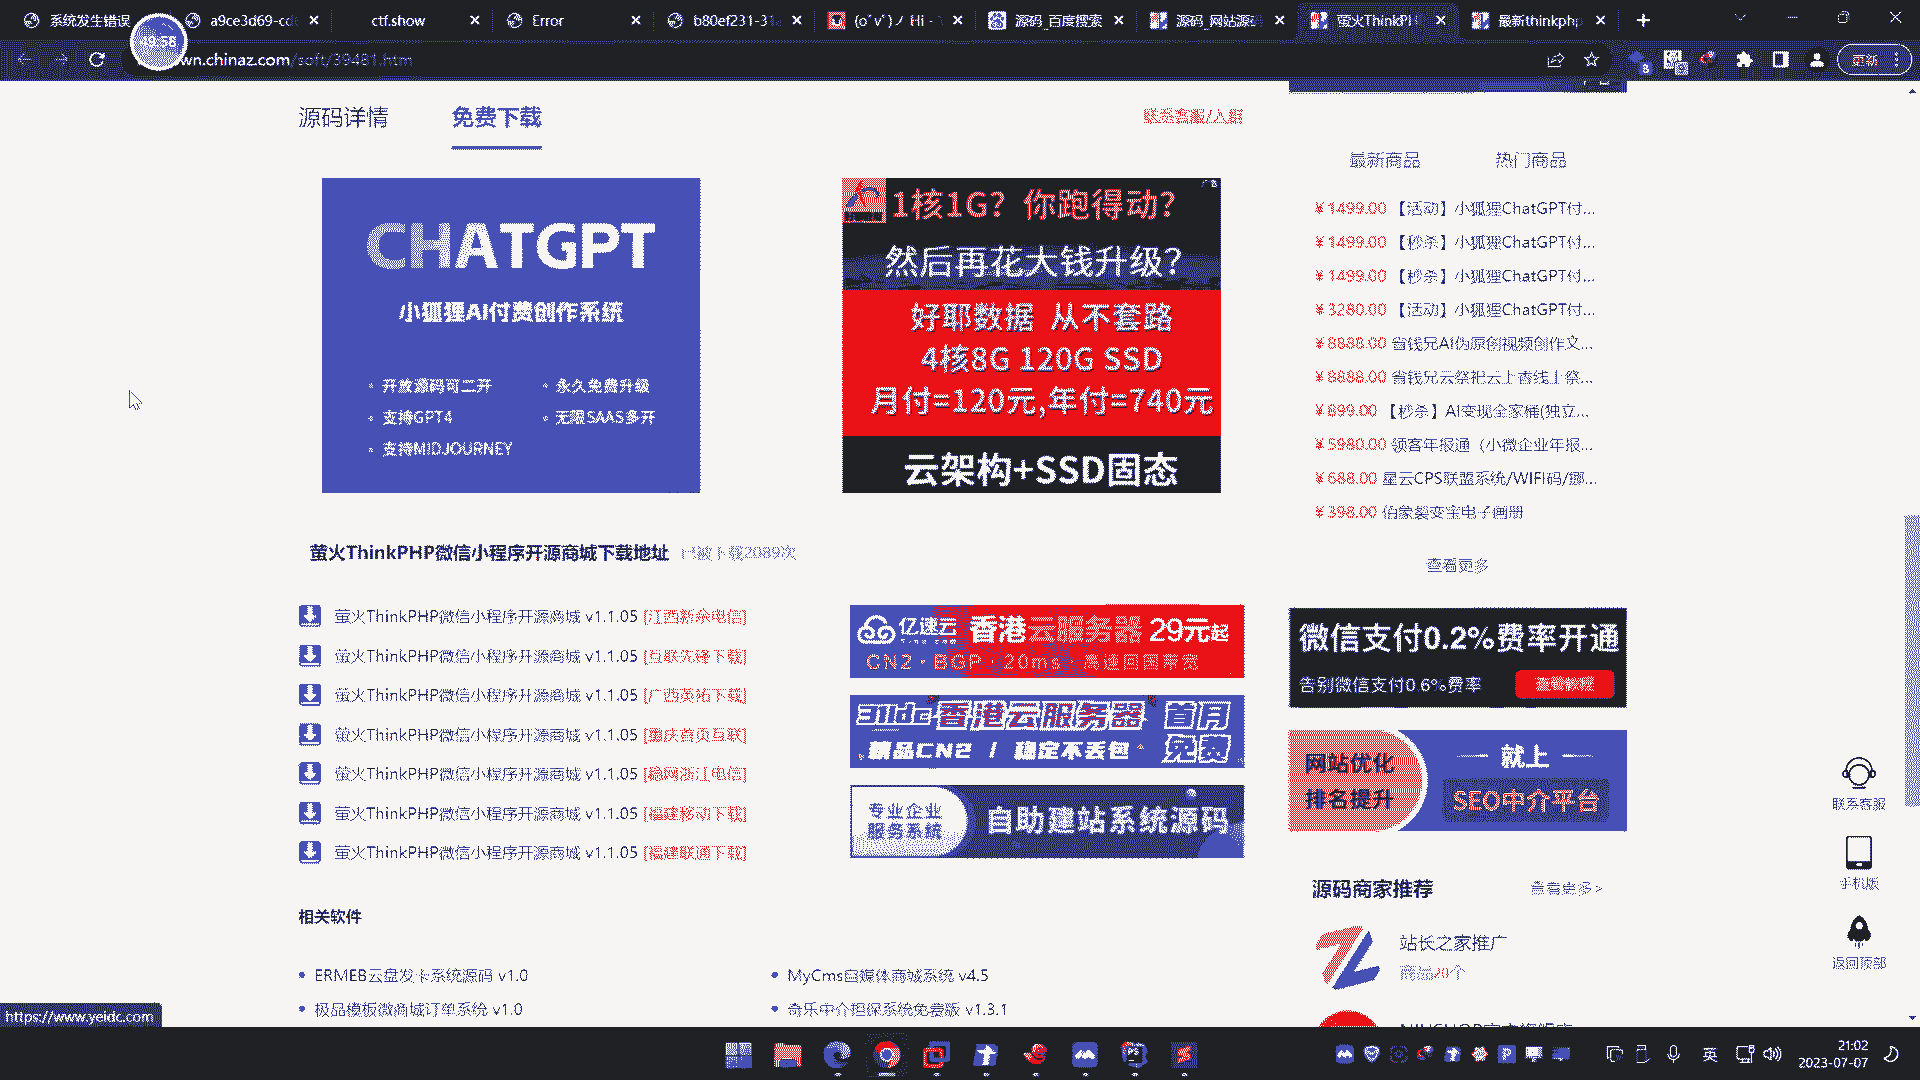 系统发生错误
a9ce3d69-cd
ctf.show
Error
b80ef231-31
(oˇvˇ)ノ Hi -
源码_百度搜索
源码_网站源码
萤火ThinkPH
最新thinkphp
wn.chinaz.com/soft/39481.htm
更新
源码详情
免费下载
联系客服/入群
最新商品
热门商品
CHATGPT
小狐狸AI付费创作系统
开放源码可二开
永久免费升级
支持GPT4
无限SAAS多开
支持MIDJOURNEY
1核1G？你跑得动？
然后再花大钱升级？
好耶数据 从不套路
4核8G 120G SSD
月付=120元,年付=740元
云架构+SSD固态
¥1499.00 【活动】小狐狸ChatGPT付...
¥1499.00 【秒杀】小狐狸ChatGPT付...
¥1499.00 【秒杀】小狐狸ChatGPT付...
¥3280.00 【活动】小狐狸ChatGPT付...
¥8888.00 省钱兄AI伪原创视频创作文...
¥8888.00 省钱兄云祭祀云上香线上祭...
¥699.00 【秒杀】AI变现全家桶(独立...
¥5980.00 领客年报通（小微企业年报...
¥688.00 星云CPS联盟系统/WIFI码/挪...
¥398.00
查看更多
萤火ThinkPHP微信小程序开源商城下载地址 已被下载2089次
萤火ThinkPHP微信小程序开源商城 v1.1.05 [江西新余电信]
萤火ThinkPHP微信小程序开源商城 v1.1.05 [互联先锋下载]
萤火ThinkPHP微信小程序开源商城 v1.1.05 [广西英拓下载]
萤火ThinkPHP微信小程序开源商城 v1.1.05 [重庆首页互联]
萤火ThinkPHP微信小程序开源商城 v1.1.05 [稳网浙江电信]
萤火ThinkPHP微信小程序开源商城 v1.1.05 [福建移动下载]
萤火ThinkPHP微信小程序开源商城 v1.1.05 [福建联通下载]
亿速云
香港云服务器 29元起
CN2·BGP·20ms·高速回国带宽
311dc香港云服务器 首月免费
精品CN2 / 稳定不丢包
专业企业服务系统
自助建站系统源码
微信支付0.2%费率开通
告别微信支付0.6%费率
查看教程
网站优化
排名提升
就上
SEO中介平台
源码商家推荐
查看更多>
站长之家推广
商品20个
联系客服
手机版
返回顶部
相关软件
ERMEB云盘发卡系统源码 v1.0
MyCms自媒体商城系统 v4.5
极品模板微商城订单系统 v1.0
奇乐中介担保系统免费版 v1.3.1
https://www.yeidc.com
英
21:02
2023-07-07